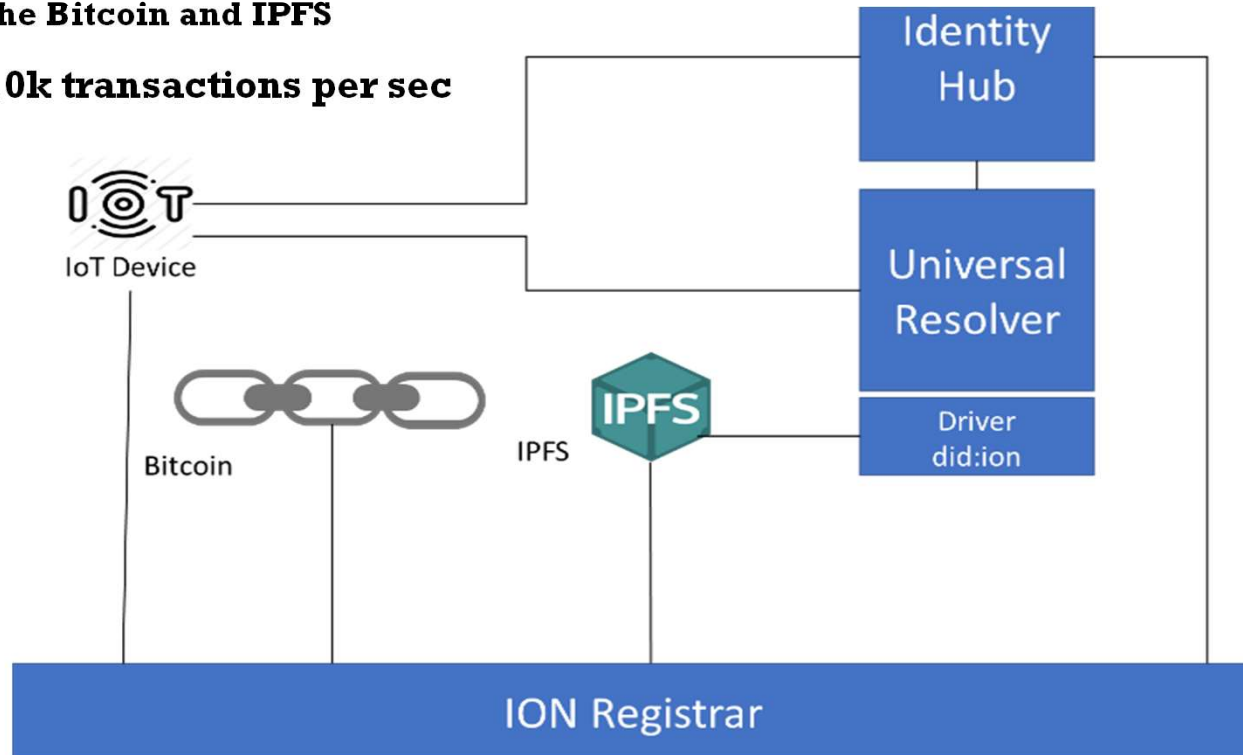 he Bitcoin and IPFS
0k transactions per sec
Identity
Hub
IOT
IoT Device
Universal
Resolver
IPFS
Bitcoin
IPFS
Driver
did:ion
ION Registrar